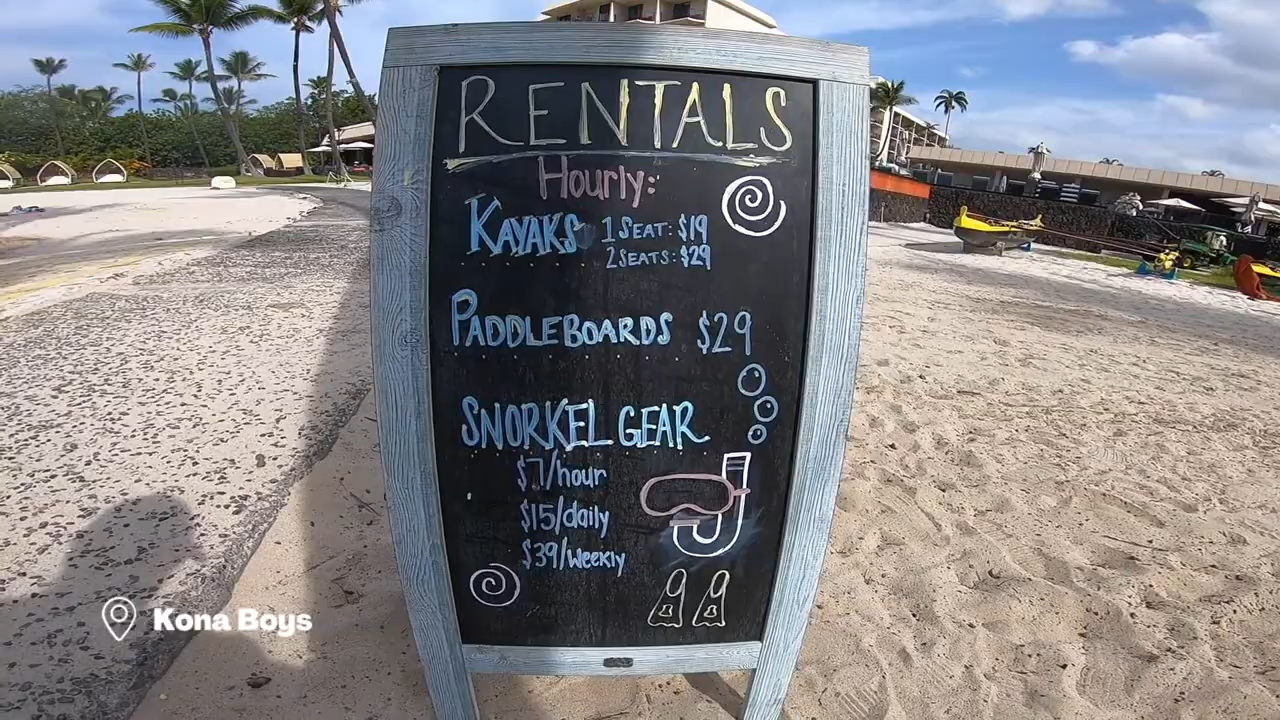 RENTALS
Hourly:
KAYAKS 1 SEAT: $19
2 SEATS: $29
PADDLEBOARDS $29
SNORKEL GEAR
$7/hour
$15/daily
$39/weekly
Kona Boys